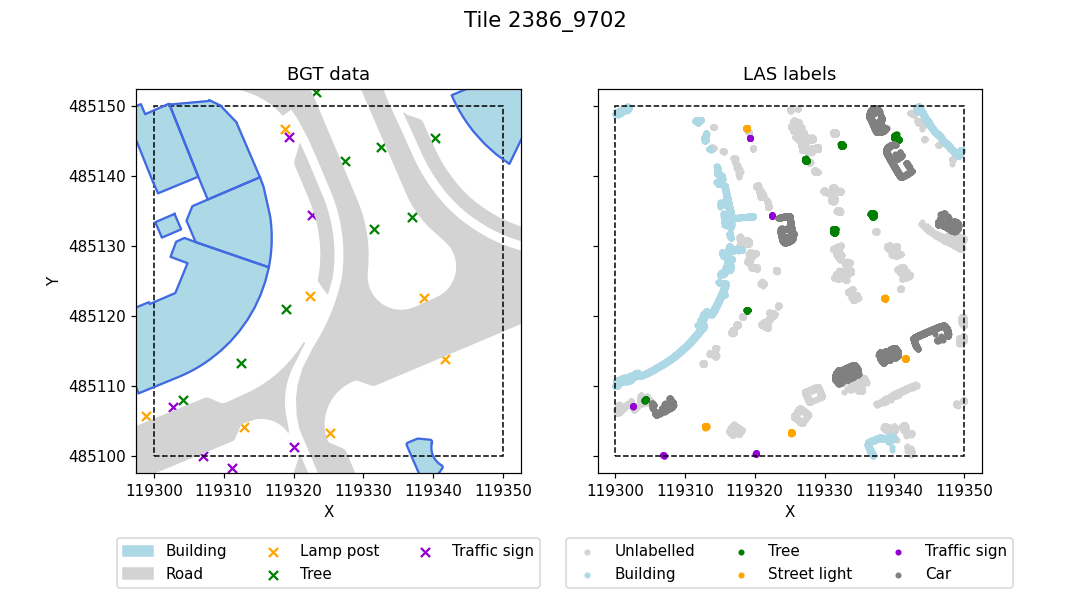 Tile 2386_9702
BGT data
LAS labels
485150
485140
485130
485120
485110
485100
Y
119300 119310 119320 119330 119340 119350
119300 119310 119320 119330 119340 119350
X
X
Building Lamp post Traffic sign
Road Tree
Unlabelled Tree Traffic sign
Building Street light Car